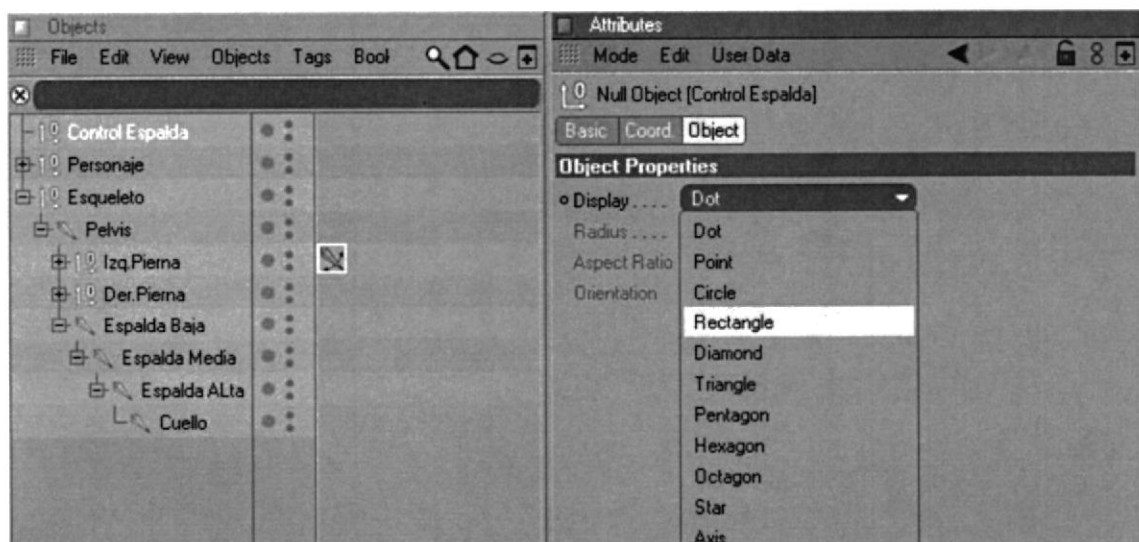 Objects
File Edit View Objects Tags Book
Control Espalda
Personaje
Esqueleto
Pelvis
Izq.Pierna
Der.Pierna
Espalda Baja
Espalda Media
Espalda ALta
Cuello
Attributes
Mode Edit User Data
Null Object [Control Espalda]
Basic Coord. Object
Object Properties
Display . . . . Dot
Radius . . . .
Aspect Ratio
Orientation
Dot
Point
Circle
Rectangle
Diamond
Triangle
Pentagon
Hexagon
Octagon
Star
Axis